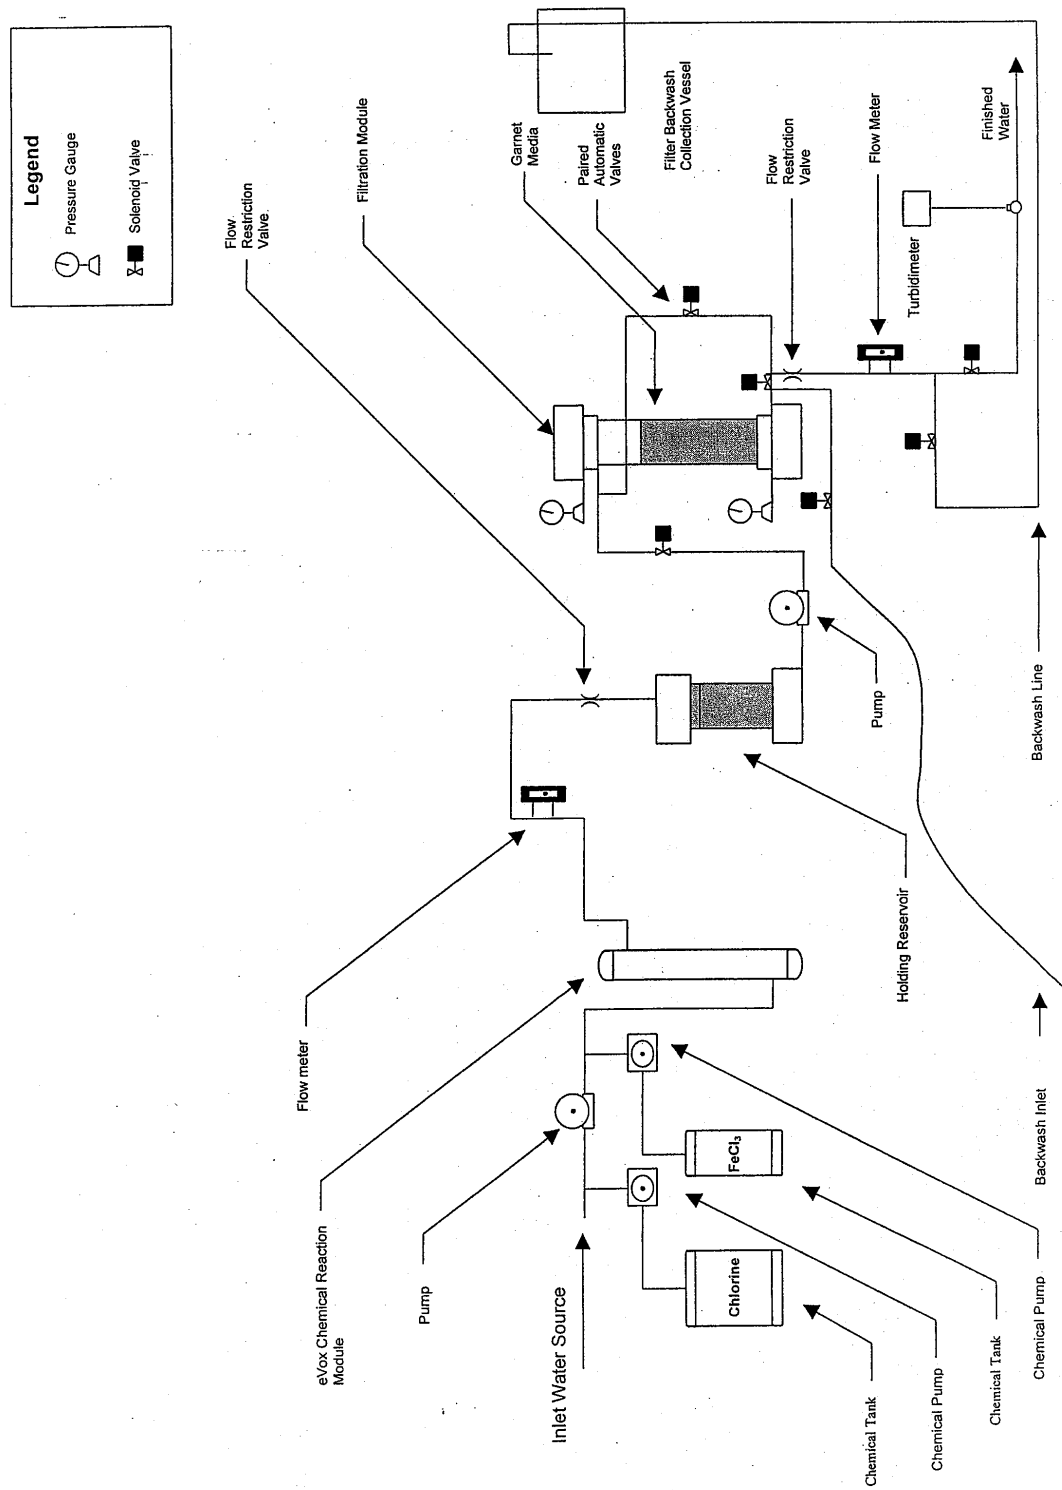 Legend
Pressure Gauge
Solenoid Valve
Flow
Restriction
Valve
Filtration Module
Garnet
Media
Paired
Automatic
Valves
Filter Backwash
Collection Vessel
Flow
Restriction
Valve
Flow Meter
Finished
Water
Turbidimeter
Flow meter
eVox Chemical Reaction
Module
Pump
Inlet Water Source
Chlorine
FeCl3
Chemical Tank
Chemical Pump
Chemical Tank
Chemical Pump
Holding Reservoir
Pump
Backwash Line
Backwash Inlet